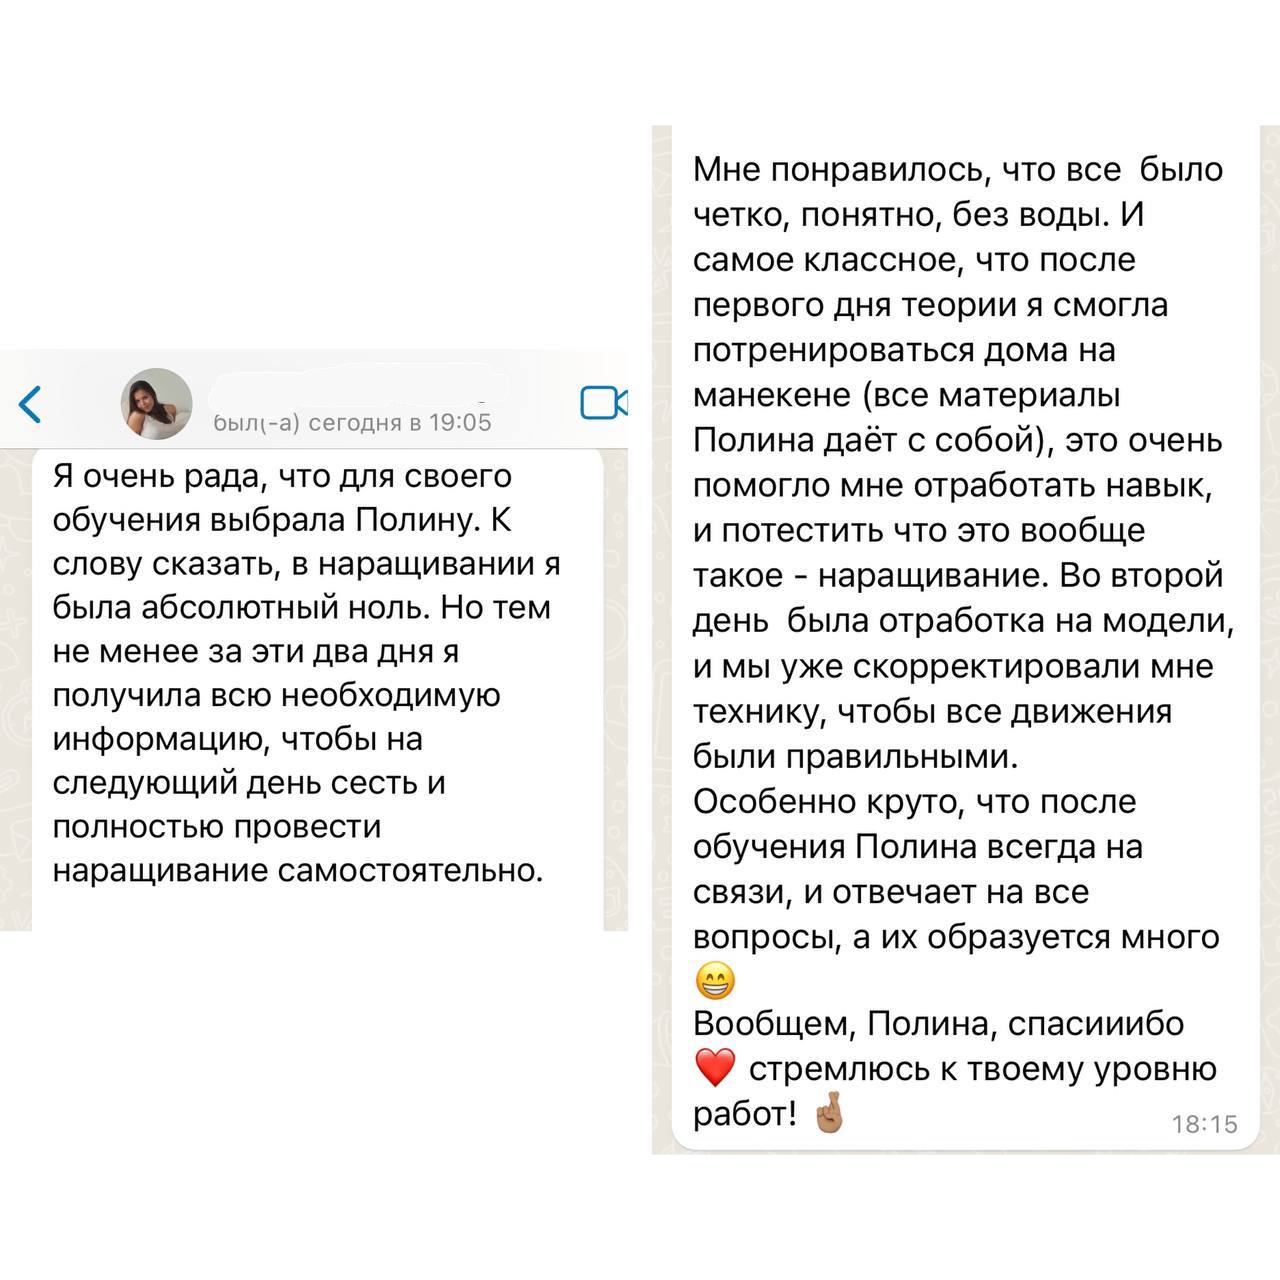 был(-а) сегодня в 19:05
Я очень рада, что для своего
обучения выбрала Полину. К
слову сказать, в наращивании я
была абсолютный ноль. Но тем
не менее за эти два дня я
получила всю необходимую
информацию, чтобы на
следующий день сесть и
полностью провести
наращивание самостоятельно.
Мне понравилось, что все  было
четко, понятно, без воды. И
самое классное, что после
первого дня теории я смогла
потренироваться дома на
манекене (все материалы
Полина даёт с собой), это очень
помогло мне отработать навык,
и потестить что это вообще
такое - наращивание. Во второй
день  была отработка на модели,
и мы уже скорректировали мне
технику, чтобы все движения
были правильными.
Особенно круто, что после
обучения Полина всегда на
связи, и отвечает на все
вопросы, а их образуется много
😁
Вообщем, Полина, спасииибо
❤️ стремлюсь к твоему уровню
работ! 🤞🏽
18:15